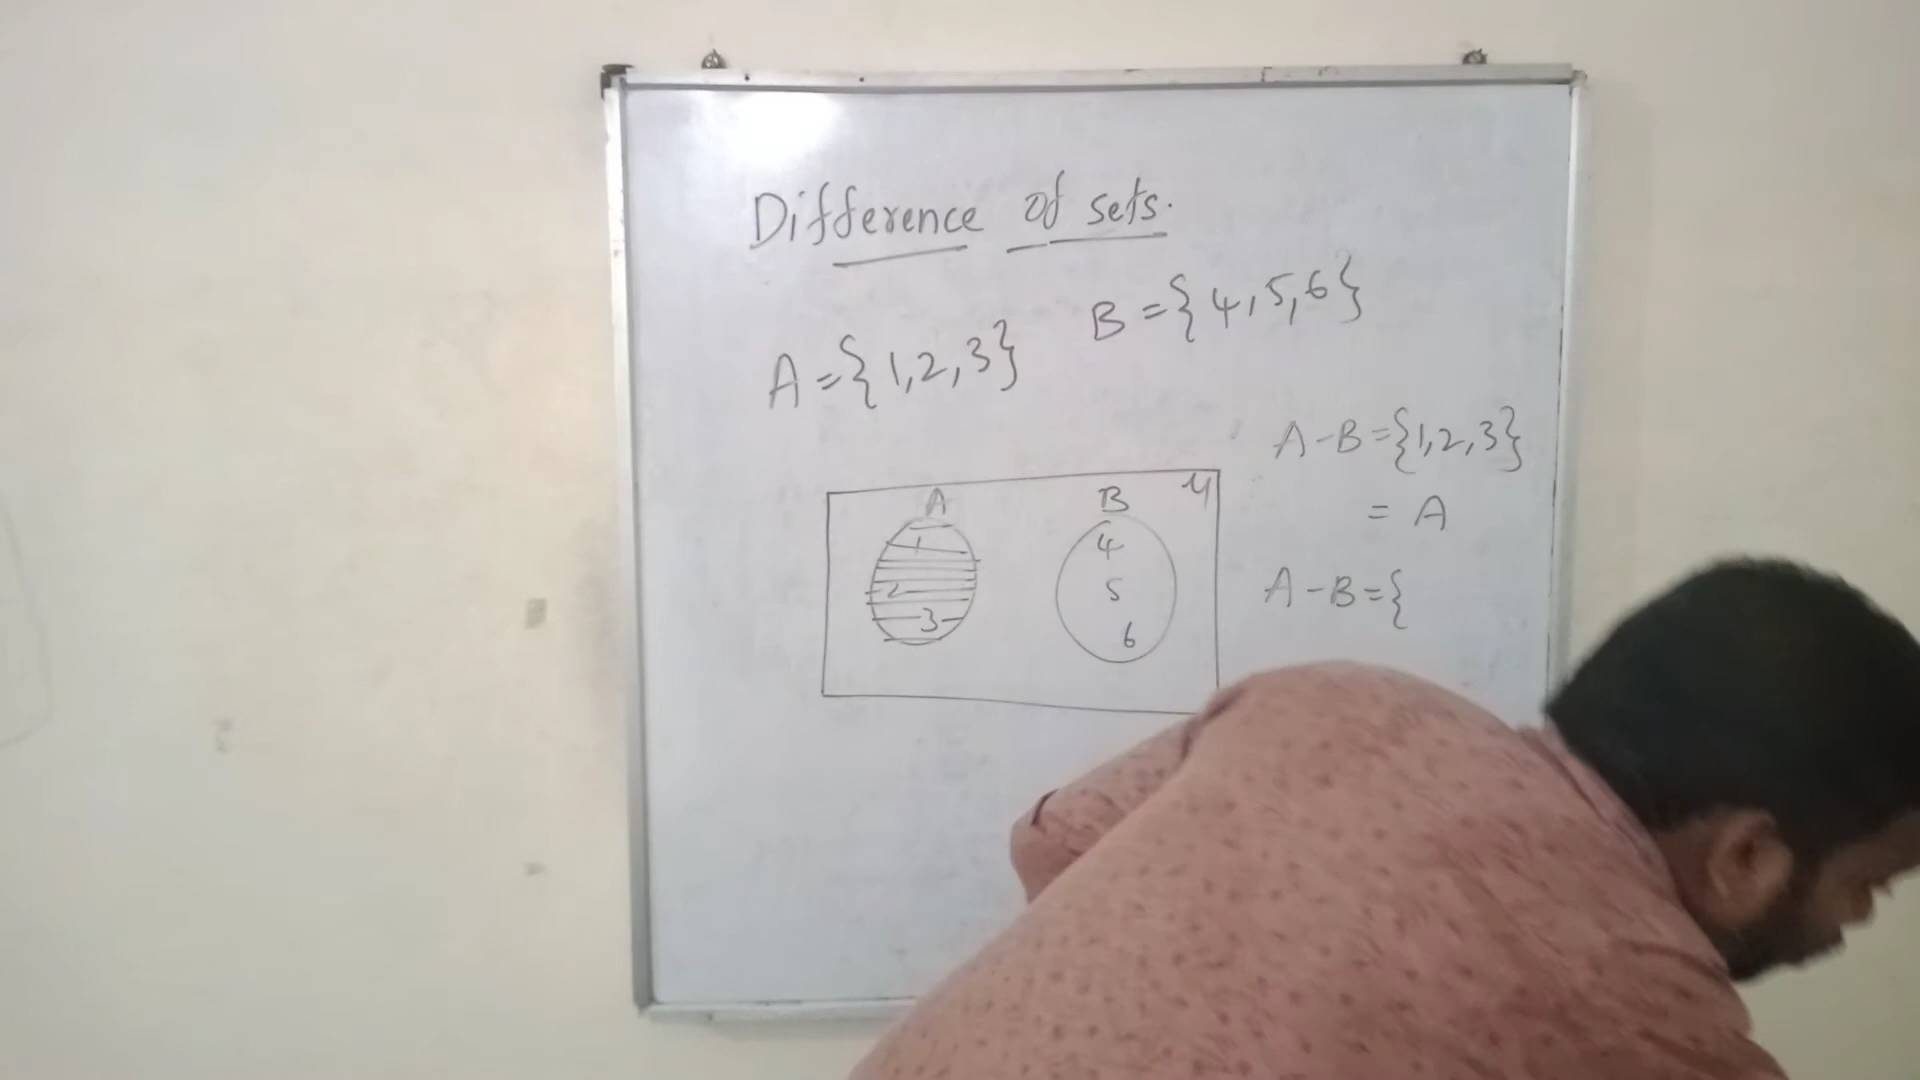 Difference of sets.
A={1,2,3} B={4,5,6}
A-B={1,2,3}
= A
A-B={
A B
1 4
2 5
3 6